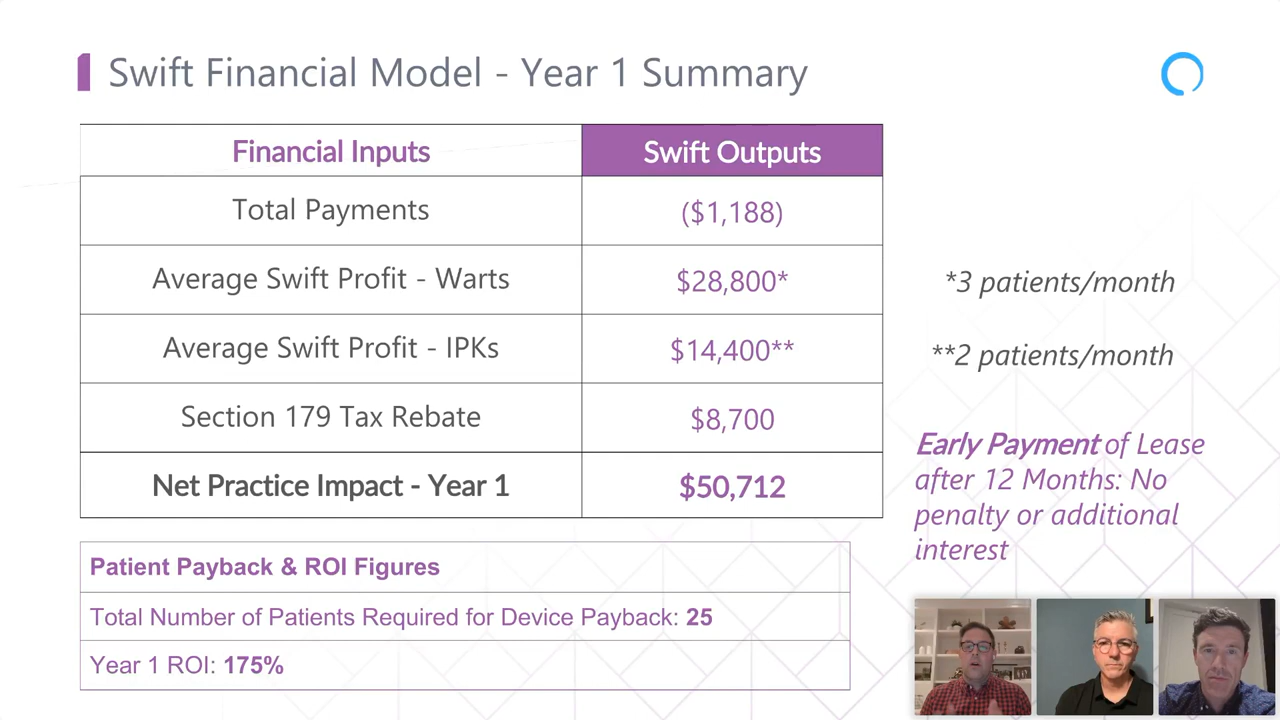 Swift Financial Model - Year 1 Summary
Financial Inputs
Swift Outputs
Total Payments
($1,188)
Average Swift Profit - Warts
$28,800*
*3 patients/month
Average Swift Profit - IPKs
$14,400**
**2 patients/month
Section 179 Tax Rebate
$8,700
Net Practice Impact - Year 1
$50,712
Early Payment of Lease
after 12 Months: No
penalty or additional
interest
Patient Payback & ROI Figures
Total Number of Patients Required for Device Payback: 25
Year 1 ROI: 175%